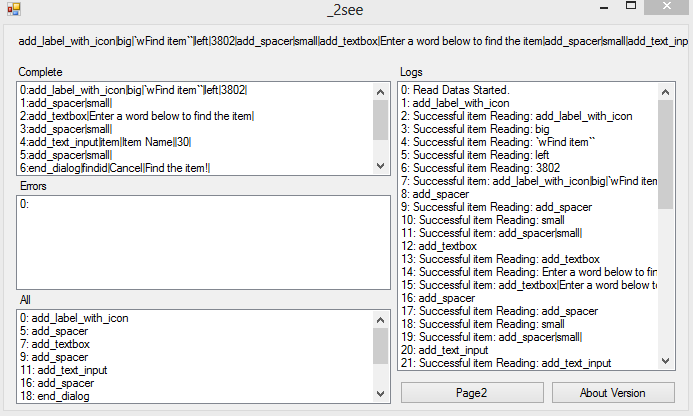 _2see
add_label_with_icon|big|`wFind item``|left|3802|add_spacer|small|add_textbox|Enter a word below to find the item|add_spacer|small|add_text_inp
Complete
0:add_label_with_icon|big|`wFind item``|left|3802|
1:add_spacer|small|
2:add_textbox|Enter a word below to find the item|
3:add_spacer|small|
4:add_text_input|item|Item Name||30|
5:add_spacer|small|
6:end_dialog|findid|Cancel|Find the item!|
Errors
0:
All
0: add_label_with_icon
5: add_spacer
7: add_textbox
9: add_spacer
11: add_text_input
16: add_spacer
18: end_dialog
Logs
0: Read Datas Started.
1: add_label_with_icon
2: Successful item Reading: add_label_with_icon
3: Successful item Reading: big
4: Successful item Reading: `wFind item``
5: Successful item Reading: left
6: Successful item Reading: 3802
7: Successful item: add_label_with_icon|big|`wFind item
8: add_spacer
9: Successful item Reading: add_spacer
10: Successful item Reading: small
11: Successful item: add_spacer|small|
12: add_textbox
13: Successful item Reading: add_textbox
14: Successful item Reading: Enter a word below to fin
15: Successful item: add_textbox|Enter a word below to
16: add_spacer
17: Successful item Reading: add_spacer
18: Successful item Reading: small
19: Successful item: add_spacer|small|
20: add_text_input
21: Successful item Reading: add_text_input
Page2
About Version